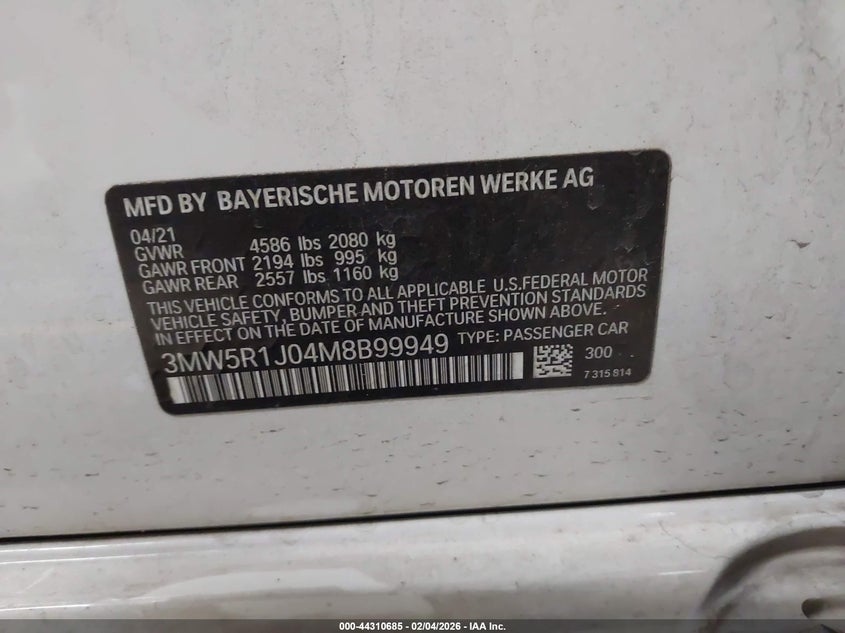 MFD BY BAYERISCHE MOTOREN WERKE AG
04/21
GVWR 4586 lbs 2080 kg
GAWR FRONT 2194 lbs 995 kg
GAWR REAR 2557 lbs 1160 kg
THIS VEHICLE CONFORMS TO ALL APPLICABLE U.S.FEDERAL MOTOR
VEHICLE SAFETY, BUMPER AND THEFT PREVENTION STANDARDS
IN EFFECT ON THE DATE OF MANUFACTURE SHOWN ABOVE.
3MW5R1J04M8B99949 TYPE: PASSENGER CAR
300
7 315 814
000-44310685 - 02/04/2026 - IAA Inc.